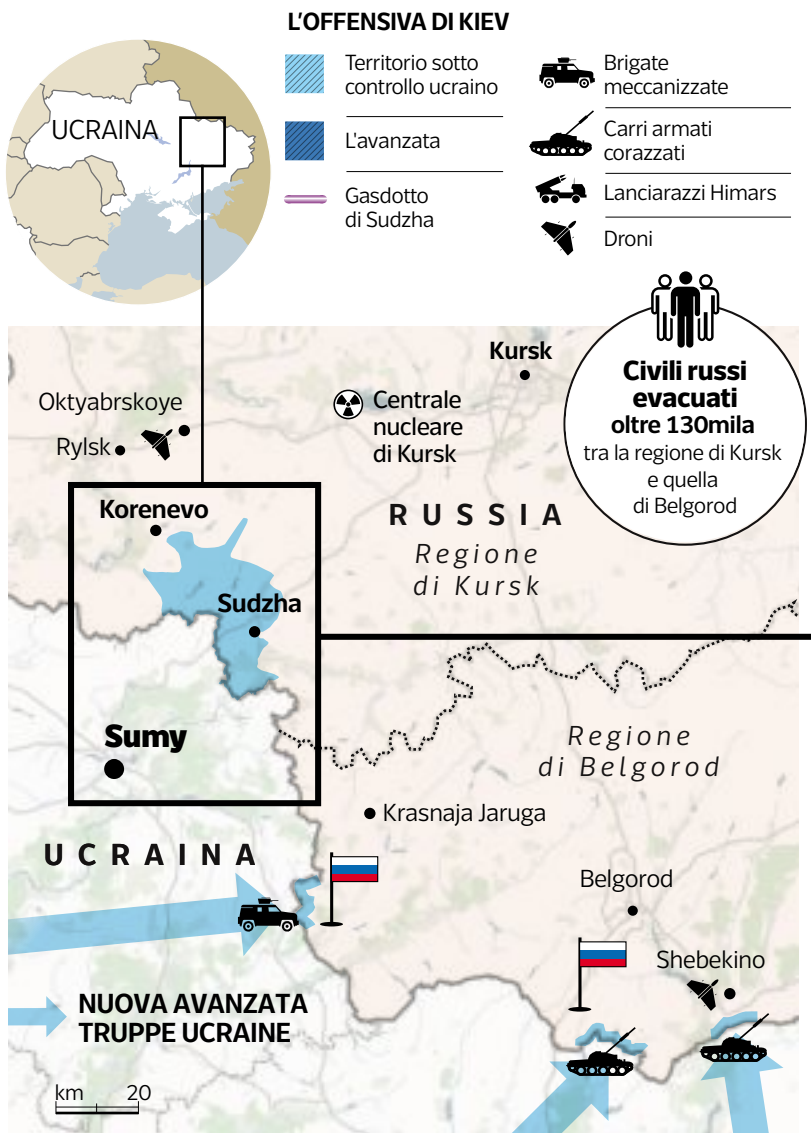 L'OFFENSIVA DI KIEV
UCRAINA
Territorio sotto
controllo ucraino
L'avanzata
Gasdotto
di Sudzha
Brigate
meccanizzate
Carri armati
corazzati
Lanciarazzi Himars
Droni
Civili russi
evacuati
oltre 130mila
tra la regione di Kursk
e quella
di Belgorod
Kursk
Oktyabrskoye
Rylsk
Centrale
nucleare
di Kursk
Korenevo
RUSSIA
Regione
di Kursk
Sudzha
Sumy
Regione
di Belgorod
Krasnaja Jaruga
UCRAINA
Belgorod
Shebekino
NUOVA AVANZATA
TRUPPE UCRAINE
km 20